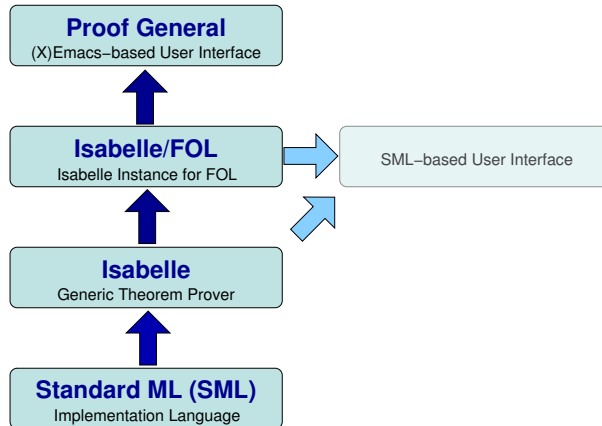 Proof General
(X)Emacs−based User Interface
Isabelle/FOL
Isabelle Instance for FOL
SML−based User Interface
Isabelle
Generic Theorem Prover
Standard ML (SML)
Implementation Language